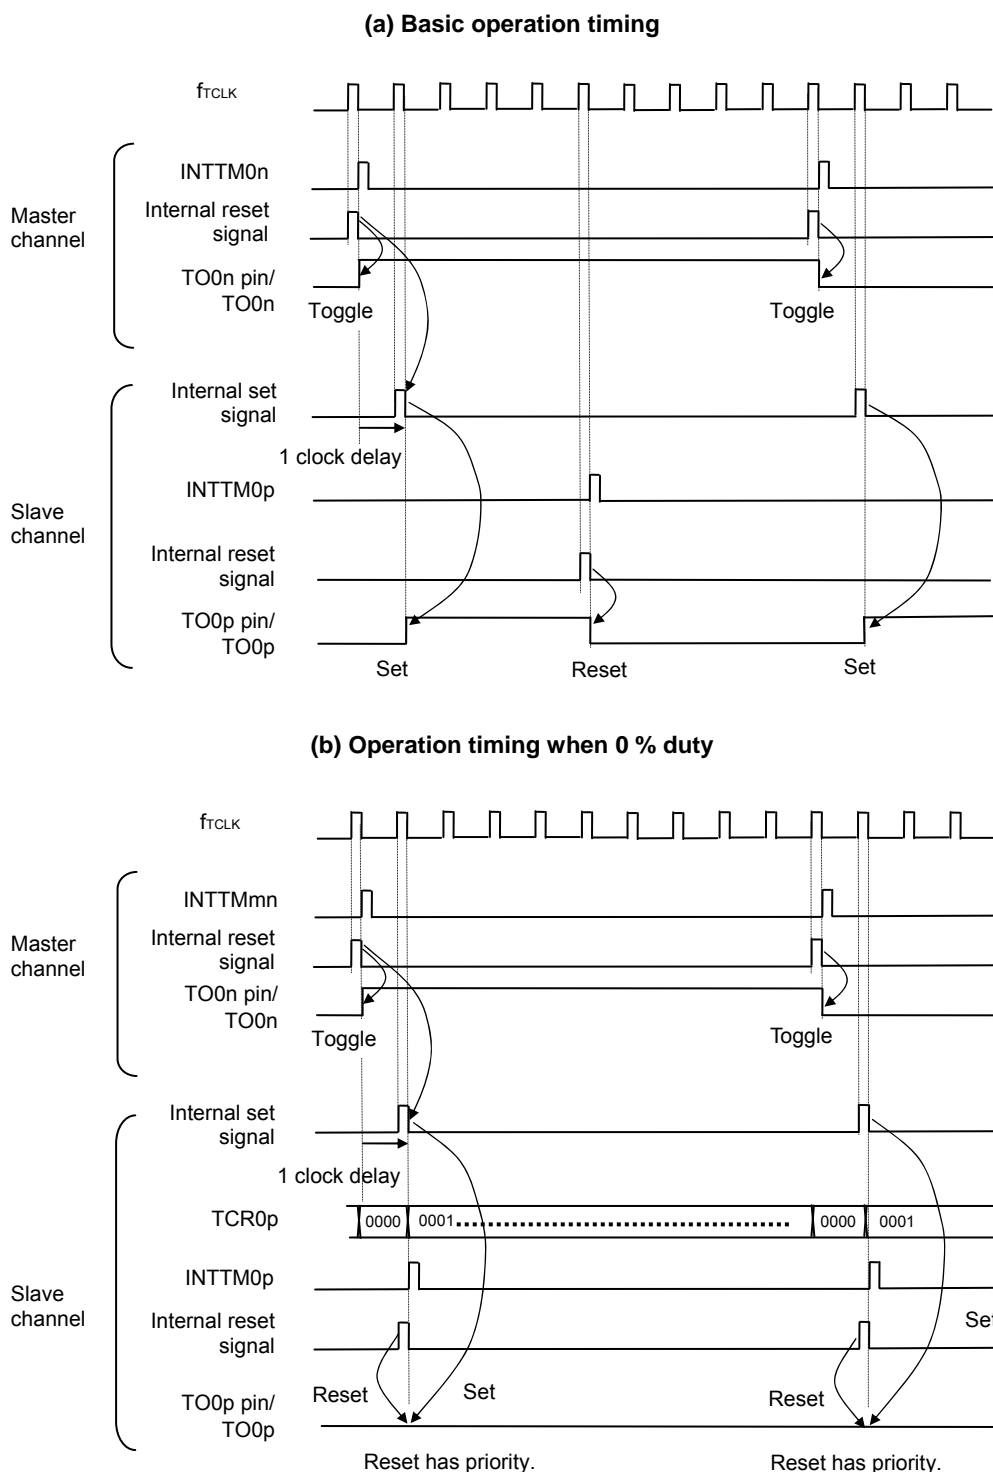 (a) Basic operation timing
fTCLK
INTTM0n
Master
channel
Internal reset
signal
TO0n pin/
TO0n
Toggle
Toggle
Internal set
signal
1 clock delay
INTTM0p
Slave
channel
Internal reset
signal
TO0p pin/
TO0p
Set
Reset
Set
(b) Operation timing when 0 % duty
fTCLK
INTTMmn
Master
channel
Internal reset
signal
TO0n pin/
TO0n
Toggle
Toggle
Internal set
signal
1 clock delay
TCR0p
0000
0001
0000
0001
INTTM0p
Slave
channel
Internal reset
signal
Set
Reset
Set
Reset
TO0p pin/
TO0p
Reset has priority.
Reset has priority.